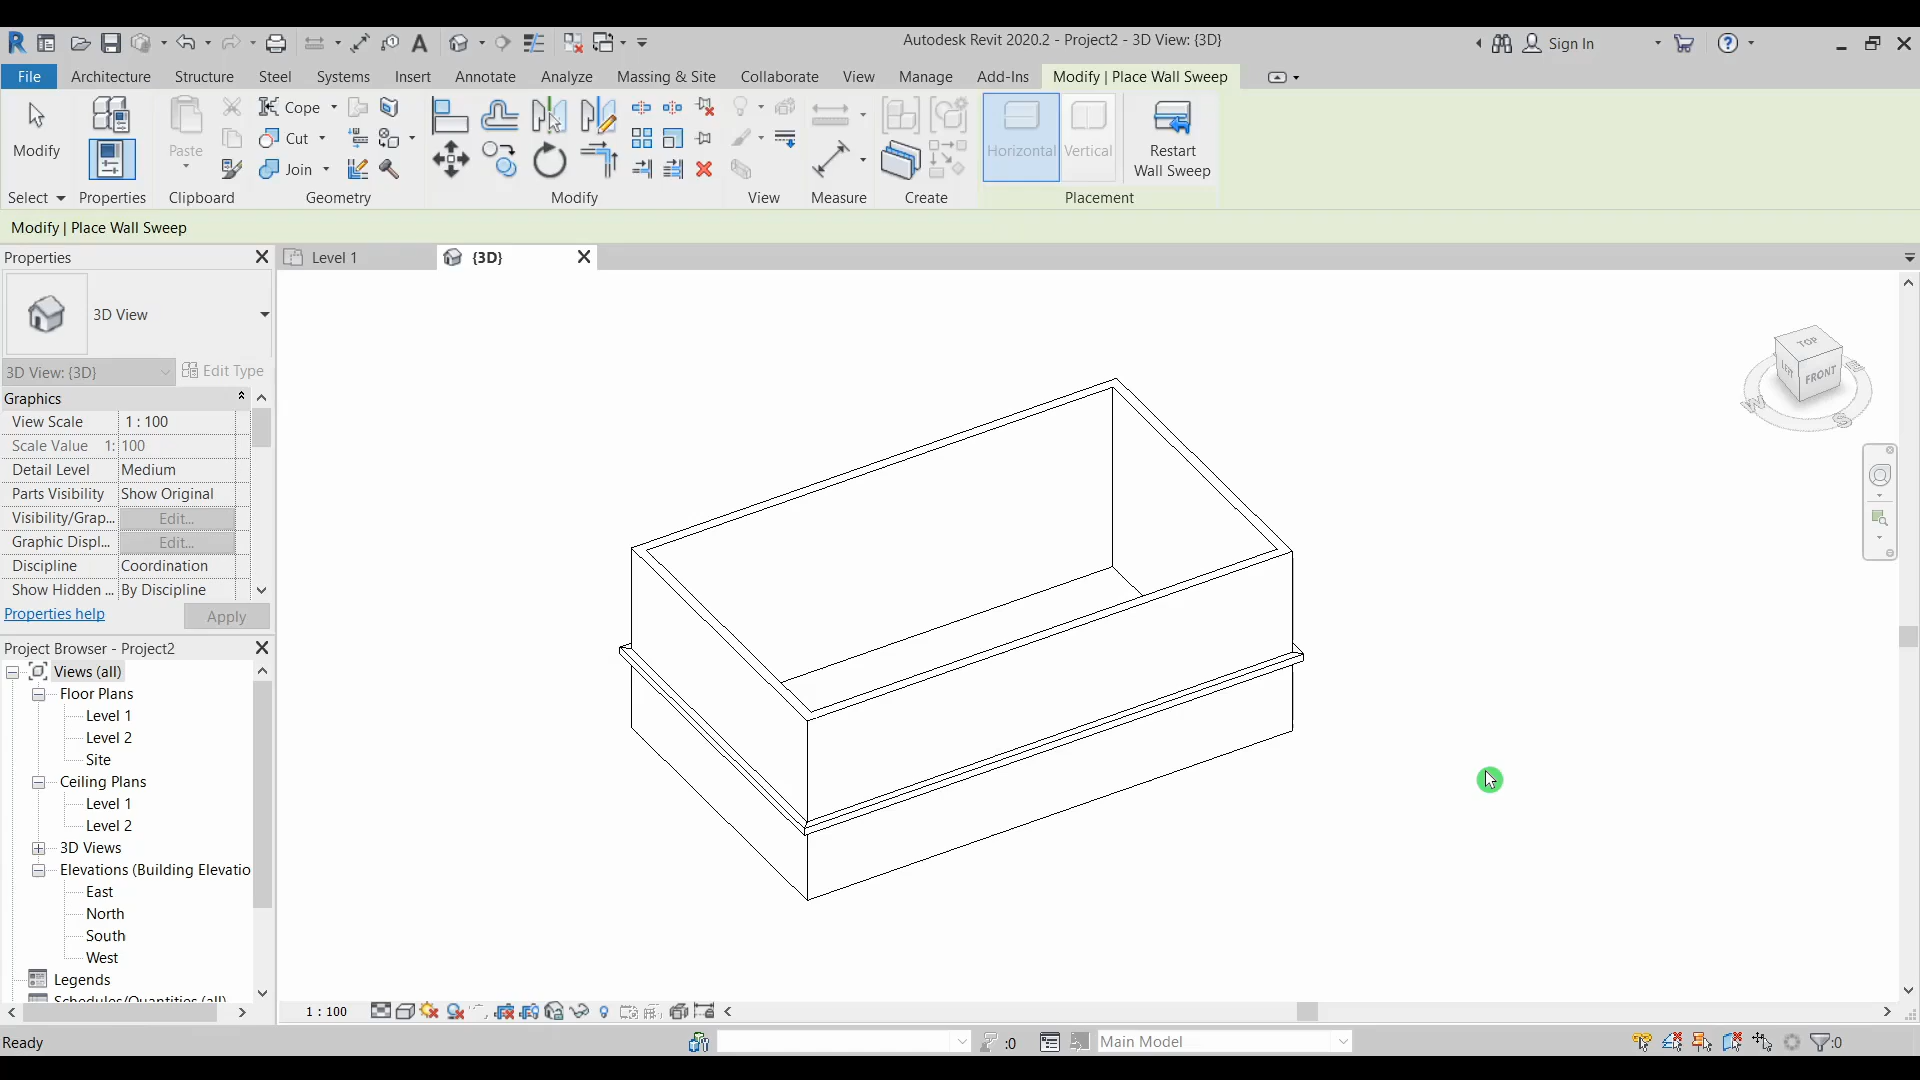 Autodesk Revit 2020.2 - Project2 - 3D View: {3D}
Sign In
File Architecture Structure Steel Systems Insert Annotate Analyze Massing & Site Collaborate View Manage Add-Ins Modify | Place Wall Sweep
Modify
Paste
Cope
Cut
Join
Horizontal Vertical
Restart
Wall Sweep
Select Properties Clipboard Geometry Modify View Measure Create Placement
Modify | Place Wall Sweep
Properties
Level 1
{3D}
3D View
3D View: {3D}
Edit Type
Graphics
View Scale 1 : 100
Scale Value 1: 100
Detail Level Medium
Parts Visibility Show Original
Visibility/Grap... Edit...
Graphic Displ... Edit...
Discipline Coordination
Show Hidden ... By Discipline
Properties help
Apply
TOP
LEFT
FRONT
W
S
E
Project Browser - Project2
Views (all)
Floor Plans
Level 1
Level 2
Site
Ceiling Plans
Level 1
Level 2
3D Views
Elevations (Building Elevatio
East
North
South
West
Legends
Schedules/Quantities (all)
1 : 100
Ready
:0
Main Model
:0